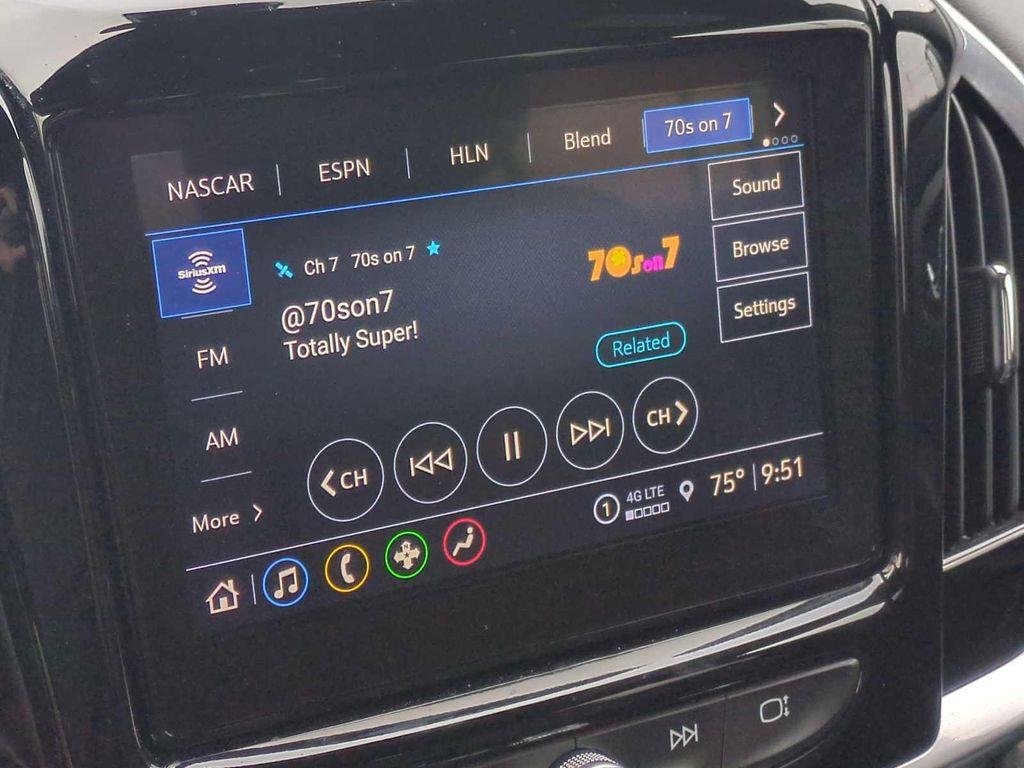 NASCAR
ESPN
HLN
Blend
70s on 7
SiriusXM
FM
AM
More
Ch 7 70s on 7
@70son7
Totally Super!
70s on 7
Related
Sound
Browse
Settings
CH
CH
1
4G LTE
75° 9:51